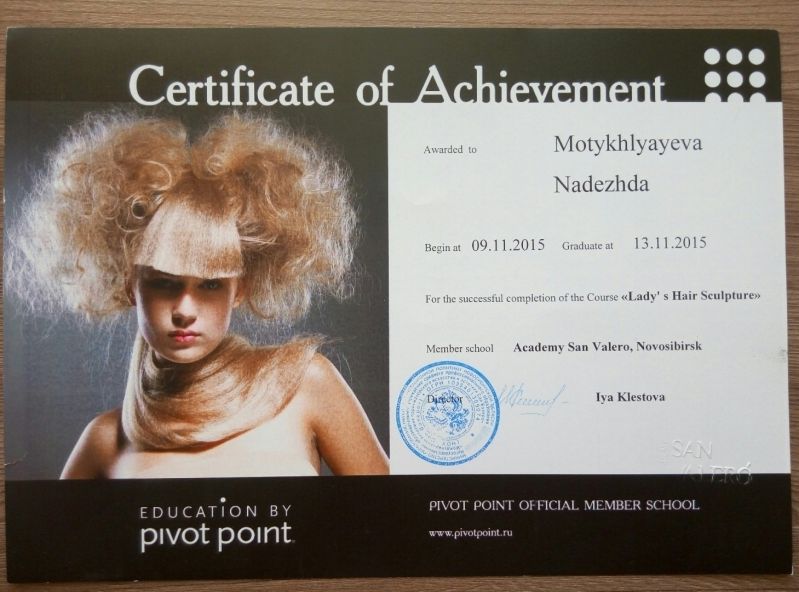 Certificate of Achievement
Awarded to Motykhlyayeva
Nadezhda
Begin at 09.11.2015 Graduate at 13.11.2015
For the successful completion of the Course «Lady' s Hair Sculpture»
Member school Academy San Valero, Novosibirsk
Director Iya Klestova
SAN
VALERÓ
EDUCATION BY
pivot point
PIVOT POINT OFFICIAL MEMBER SCHOOL
www.pivotpoint.ru